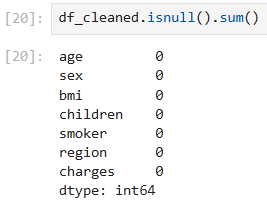 [20]: df_cleaned.isnull().sum()
[20]: age 0
sex 0
bmi 0
children 0
smoker 0
region 0
charges 0
dtype: int64